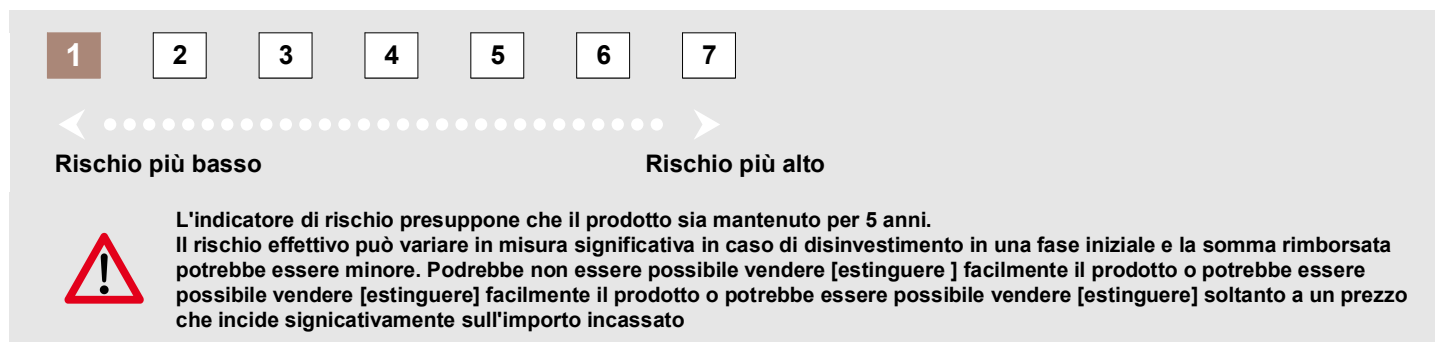 1 2 3 4 5 6 7
Rischio più basso Rischio più alto
L'indicatore di rischio presuppone che il prodotto sia mantenuto per 5 anni.
Il rischio effettivo può variare in misura significativa in caso di disinvestimento in una fase iniziale e la somma rimborsata
potrebbe essere minore. Podrebbe non essere possibile vendere [estinguere ] facilmente il prodotto o potrebbe essere
possibile vendere [estinguere] facilmente il prodotto o potrebbe essere possibile vendere [estinguere] soltanto a un prezzo
che incide signicativamente sull'importo incassato